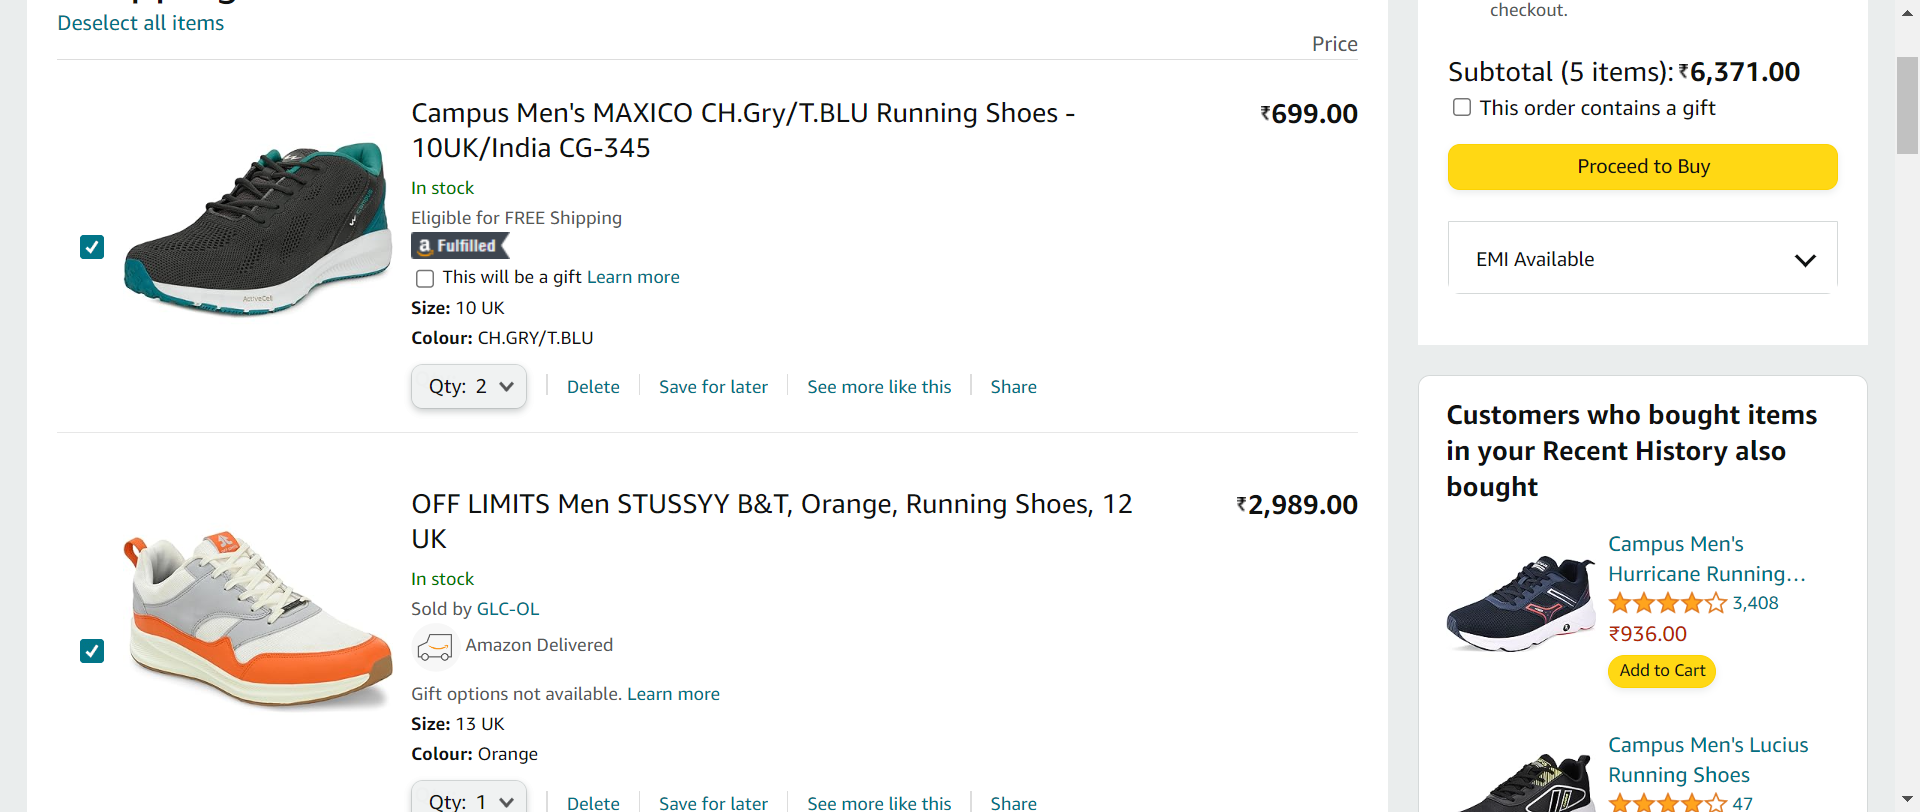 Deselect all items
Price
Campus Men's MAXICO CH.Gry/T.BLU Running Shoes -
10UK/India CG-345
₹699.00
In stock
Eligible for FREE Shipping
a Fulfilled
This will be a gift Learn more
Size: 10 UK
Colour: CH.GRY/T.BLU
Qty: 2
Delete
Save for later
See more like this
Share
OFF LIMITS Men STUSSYY B&T, Orange, Running Shoes, 12
UK
₹2,989.00
In stock
Sold by GLC-OL
Amazon Delivered
Gift options not available. Learn more
Size: 13 UK
Colour: Orange
Qty: 1
Delete
Save for later
See more like this
Share
checkout.
Subtotal (5 items): ₹6,371.00
This order contains a gift
Proceed to Buy
EMI Available
Customers who bought items
in your Recent History also
bought
Campus Men's
Hurricane Running...
3,408
₹936.00
Add to Cart
Campus Men's Lucius
Running Shoes
47
ActiveCell